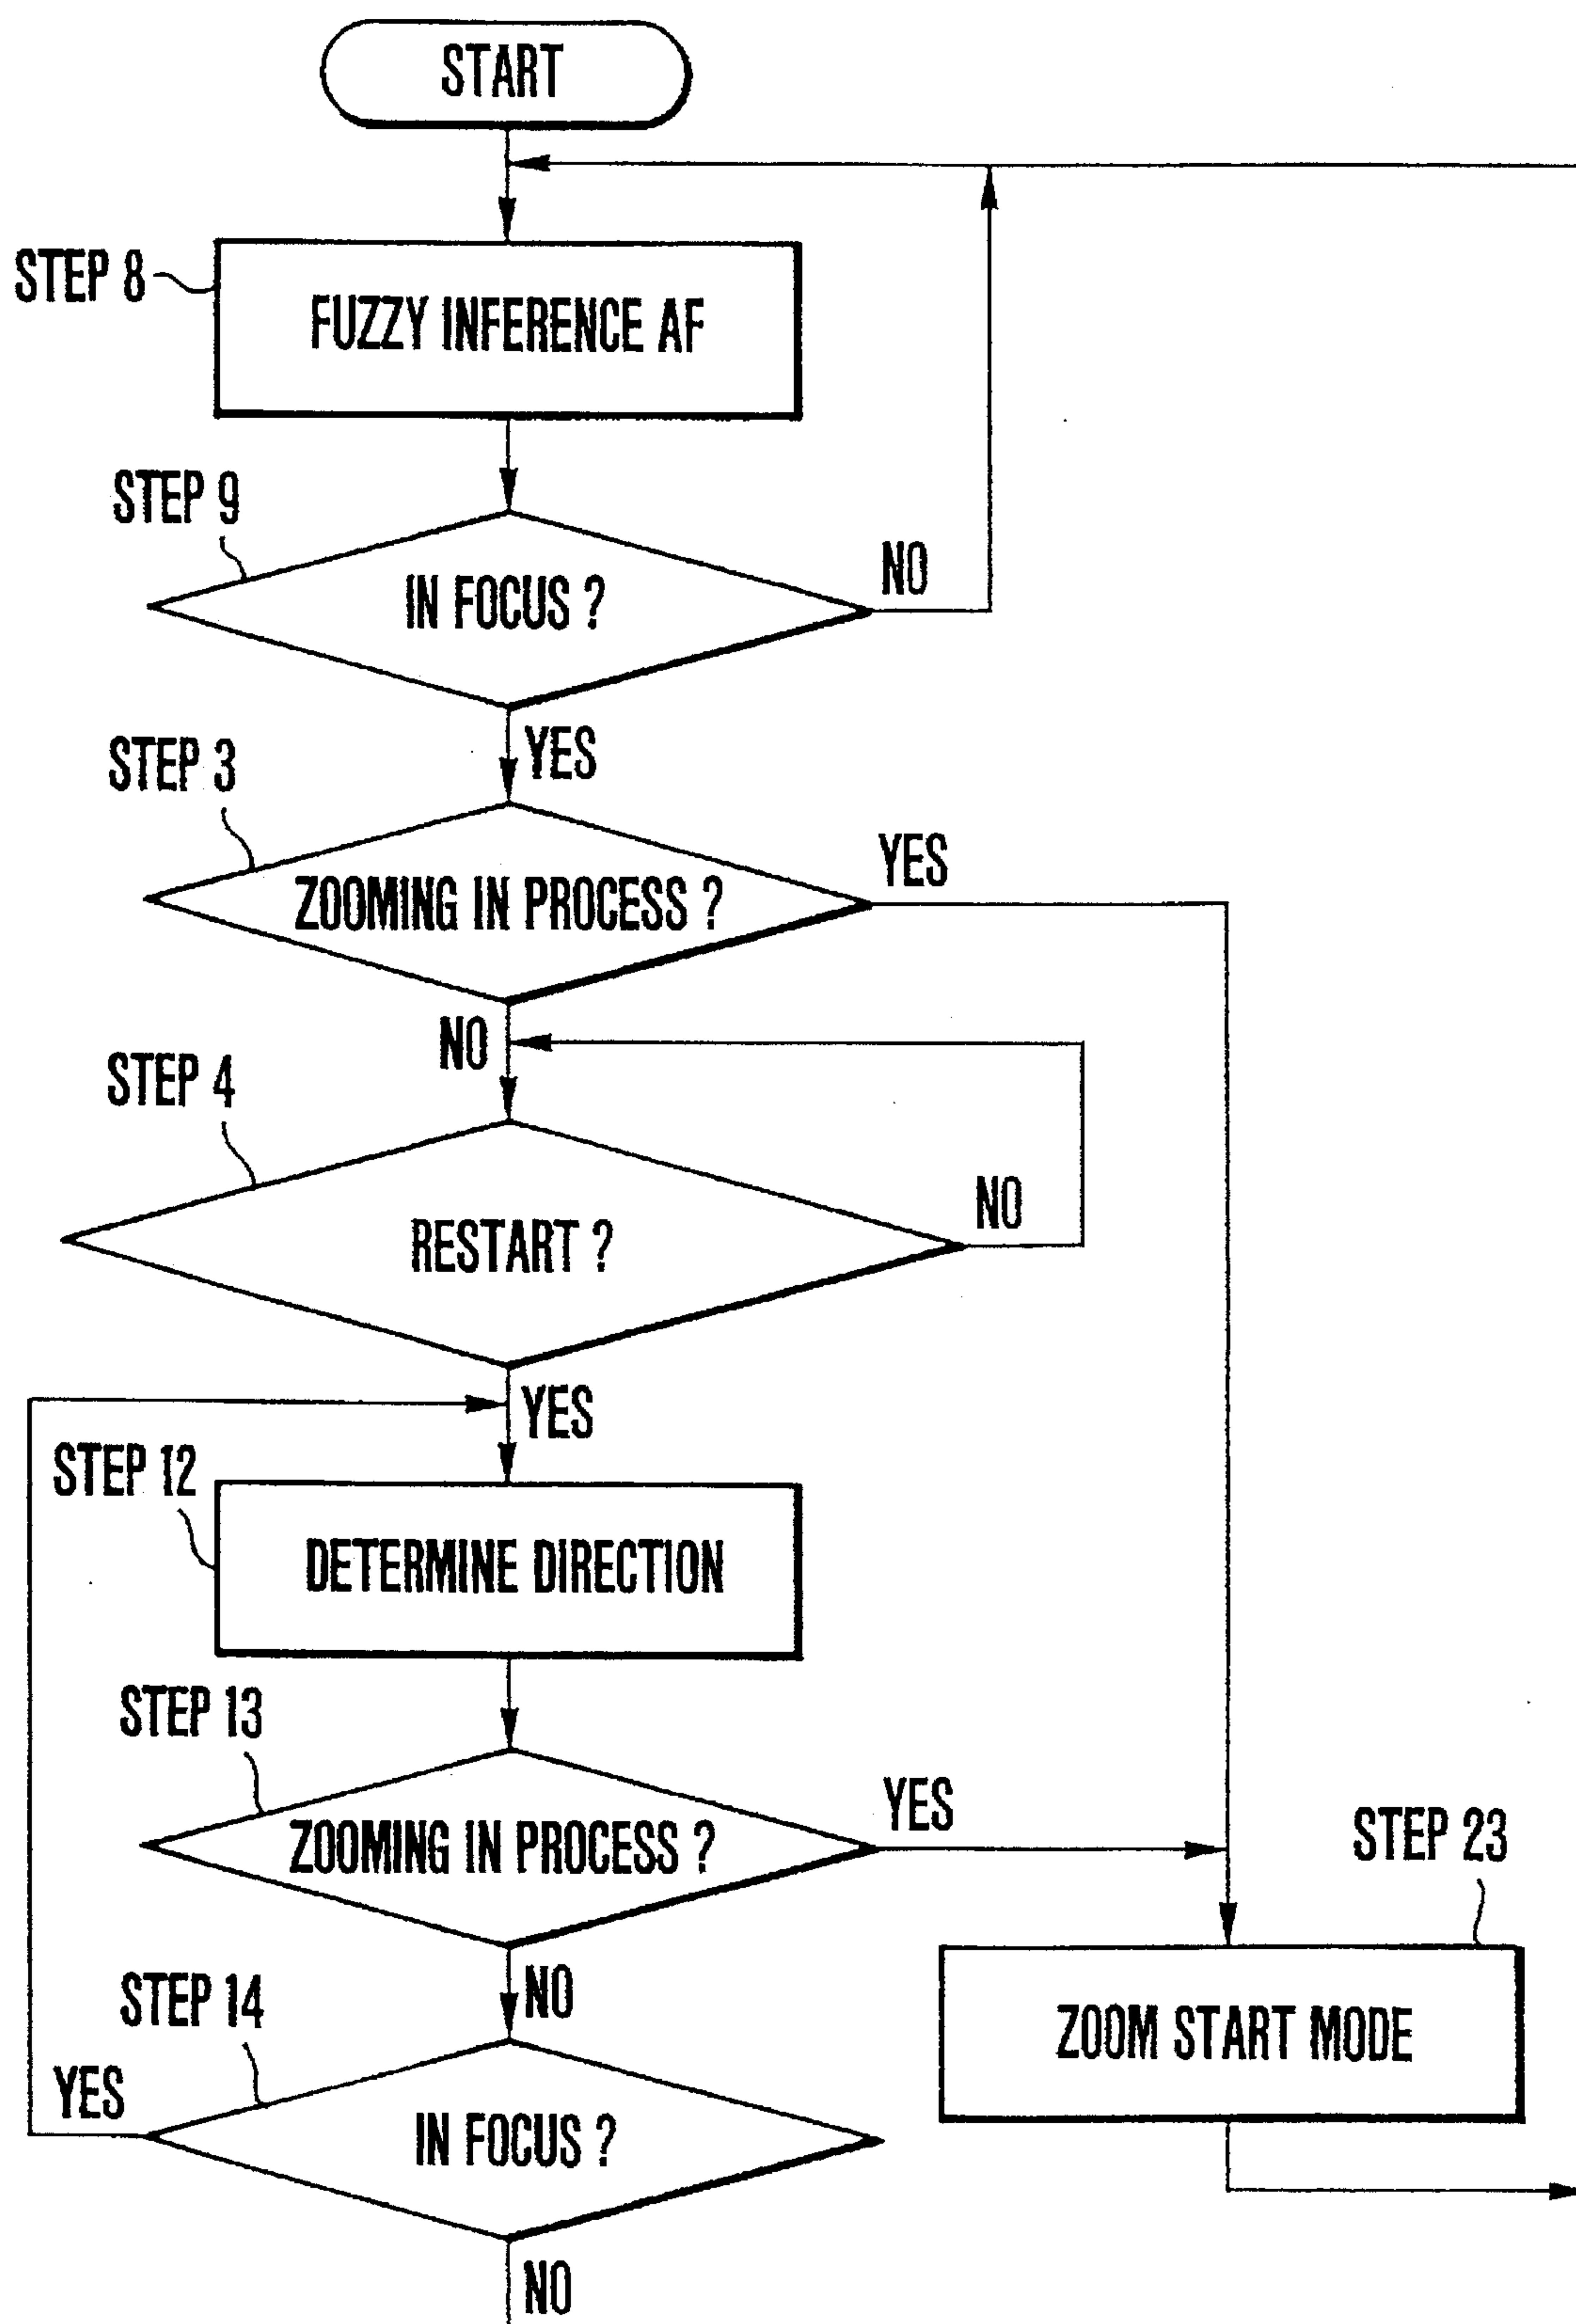 START
STEP 8
FUZZY INFERENCE AF
STEP 9
IN FOCUS ?
NO
YES
STEP 3
ZOOMING IN PROCESS ?
YES
NO
STEP 4
RESTART ?
NO
YES
STEP 12
DETERMINE DIRECTION
STEP 13
ZOOMING IN PROCESS ?
YES
STEP 23
NO
ZOOM START MODE
STEP 14
YES
IN FOCUS ?
NO